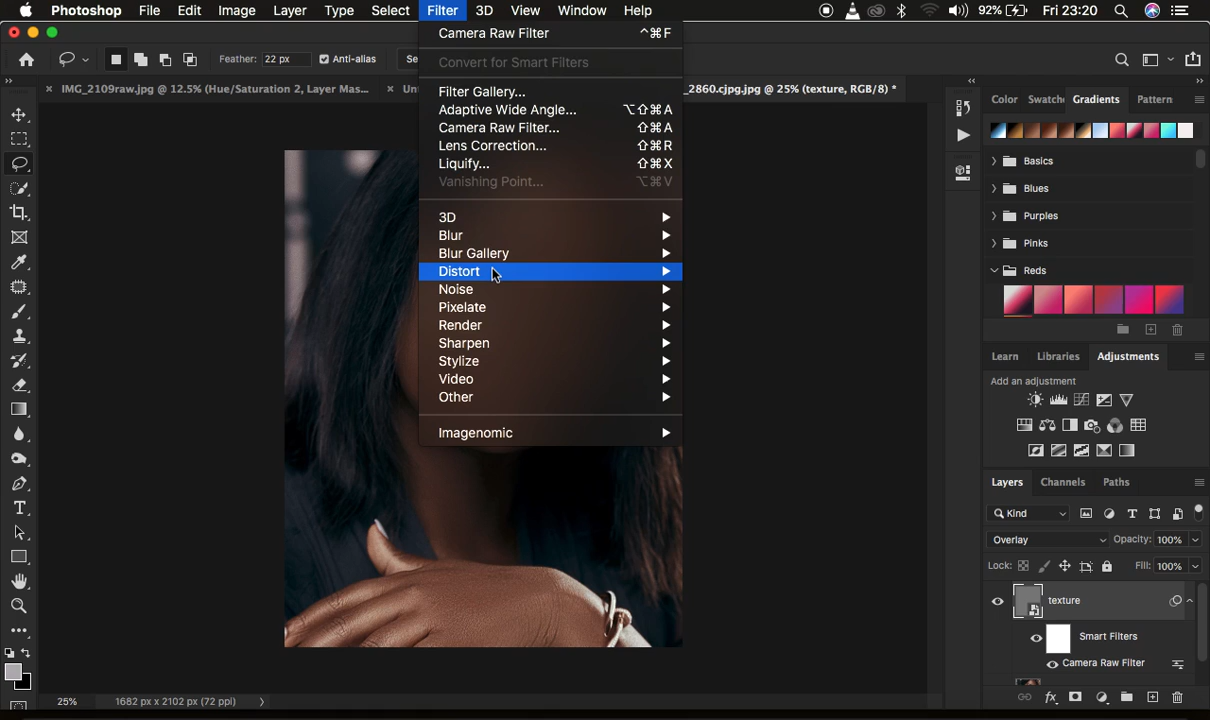 Photoshop File Edit Image Layer Type Select Filter 3D View Window Help 92% Fri 23:20
Feather: 22 px Anti-alias Se
IMG_2109raw.jpg @ 12.5% (Hue/Saturation 2, Layer Mas... Un _2860.cjpg.jpg @ 25% (texture, RGB/8) *
Camera Raw Filter ^⌘F
Convert for Smart Filters
Filter Gallery...
Adaptive Wide Angle... ⌥⇧⌘A
Camera Raw Filter... ⇧⌘A
Lens Correction... ⇧⌘R
Liquify... ⇧⌘X
Vanishing Point... ⌥⌘V
3D
Blur
Blur Gallery
Distort
Noise
Pixelate
Render
Sharpen
Stylize
Video
Other
Imagenomic
Color Swatche Gradients Pattern
Basics
Blues
Purples
Pinks
Reds
Learn Libraries Adjustments
Add an adjustment
Layers Channels Paths
Kind
Overlay Opacity: 100%
Lock: Fill: 100%
texture
Smart Filters
Camera Raw Filter
25% 1682 px x 2102 px (72 ppi)